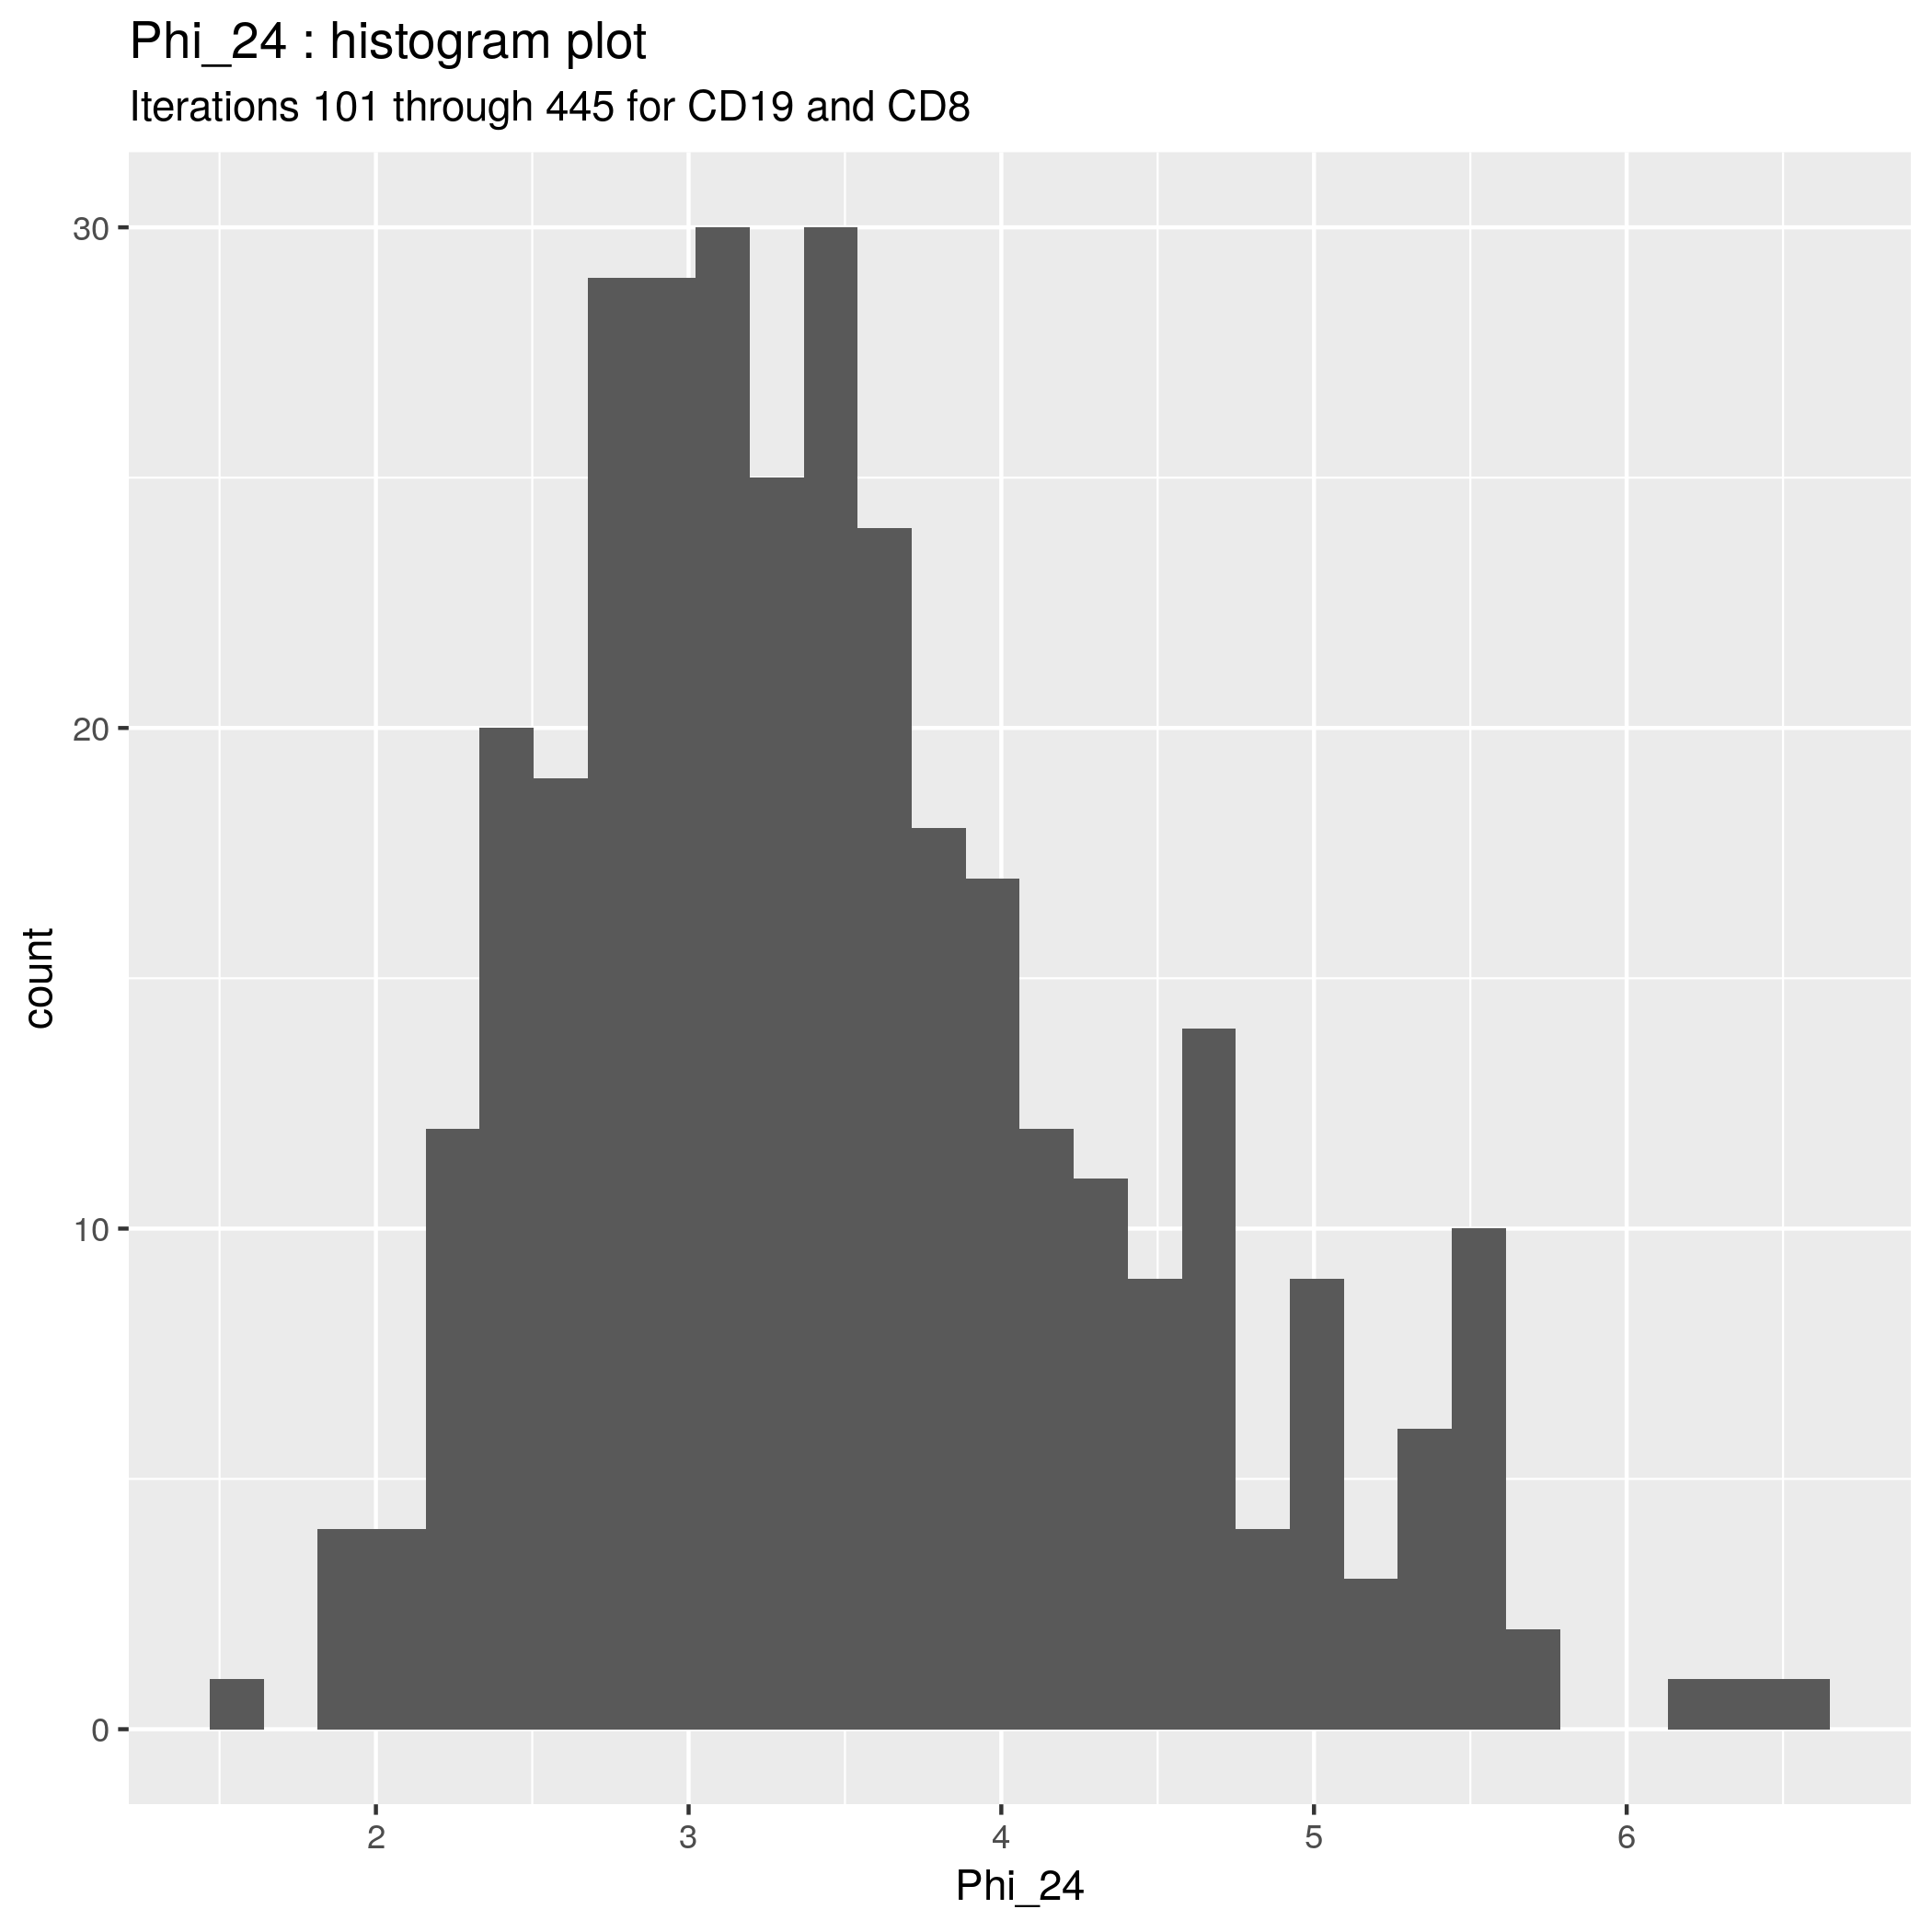 Phi_24 : histogram plot
Iterations 101 through 445 for CD19 and CD8
30
20
10
0
count
2 3 4 5 6
Phi_24